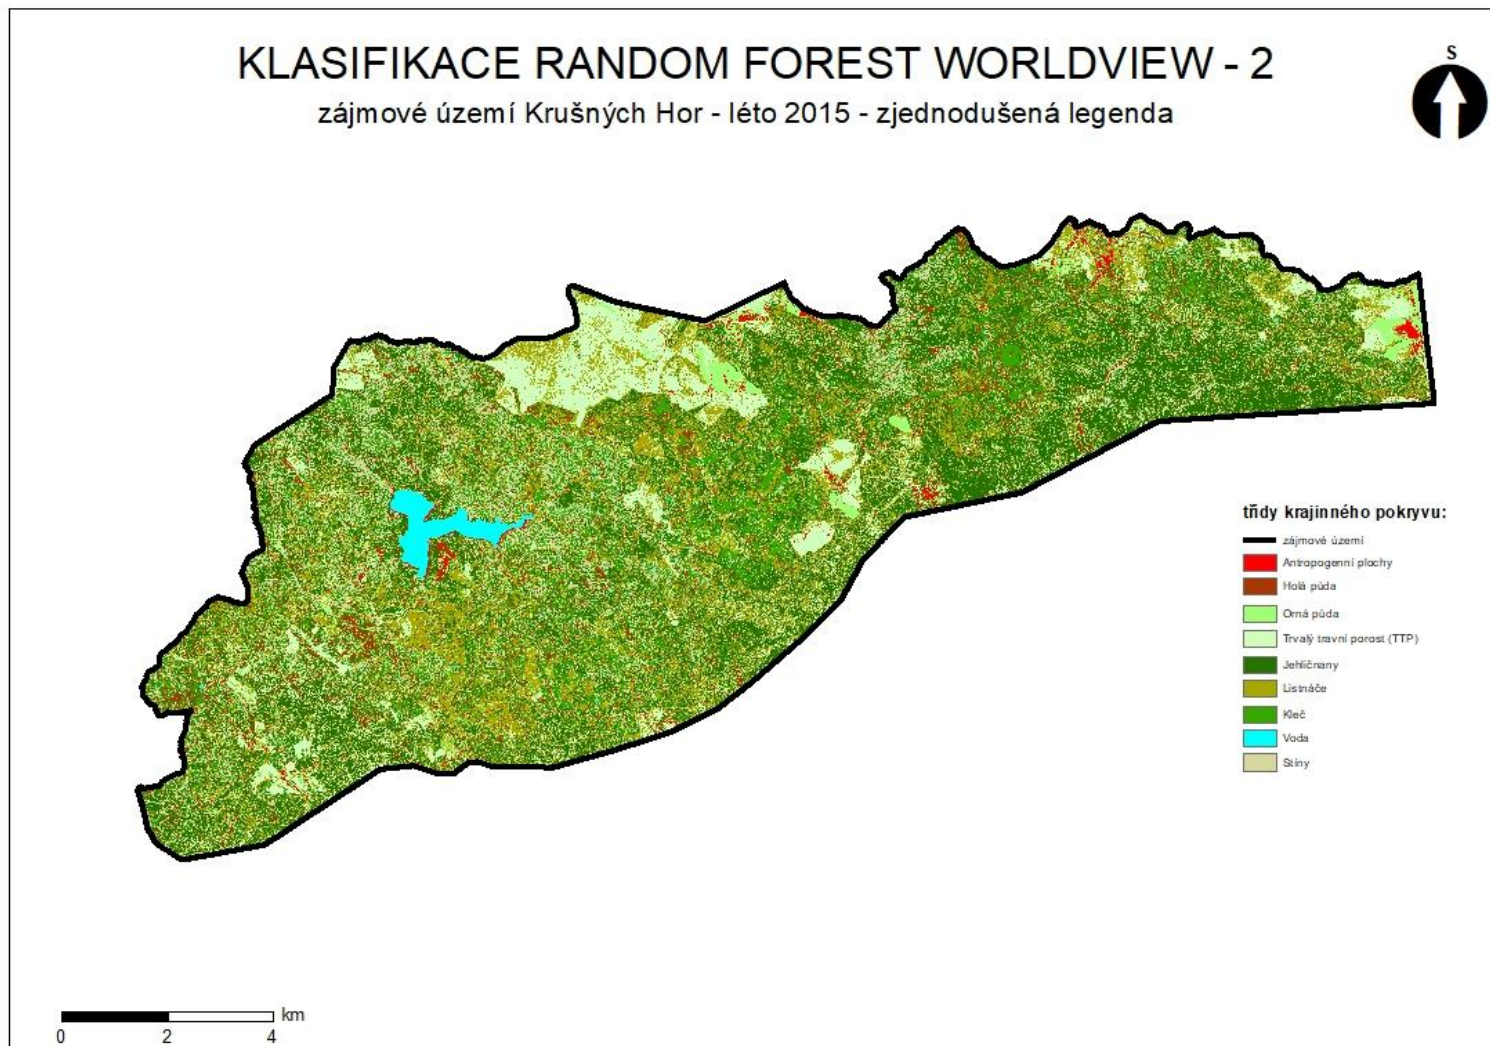 KLASIFIKACE RANDOM FOREST WORLDVIEW - 2
zájmové území Krušných Hor - léto 2015 - zjednodušená legenda
S
třídy krajinného pokryvu:
zájmové území
Antropogenní plochy
Holá půda
Orná půda
Trvalý travní porost (TTP)
Jehličnany
Listnáče
Kleč
Voda
Stíny
km
0 2 4